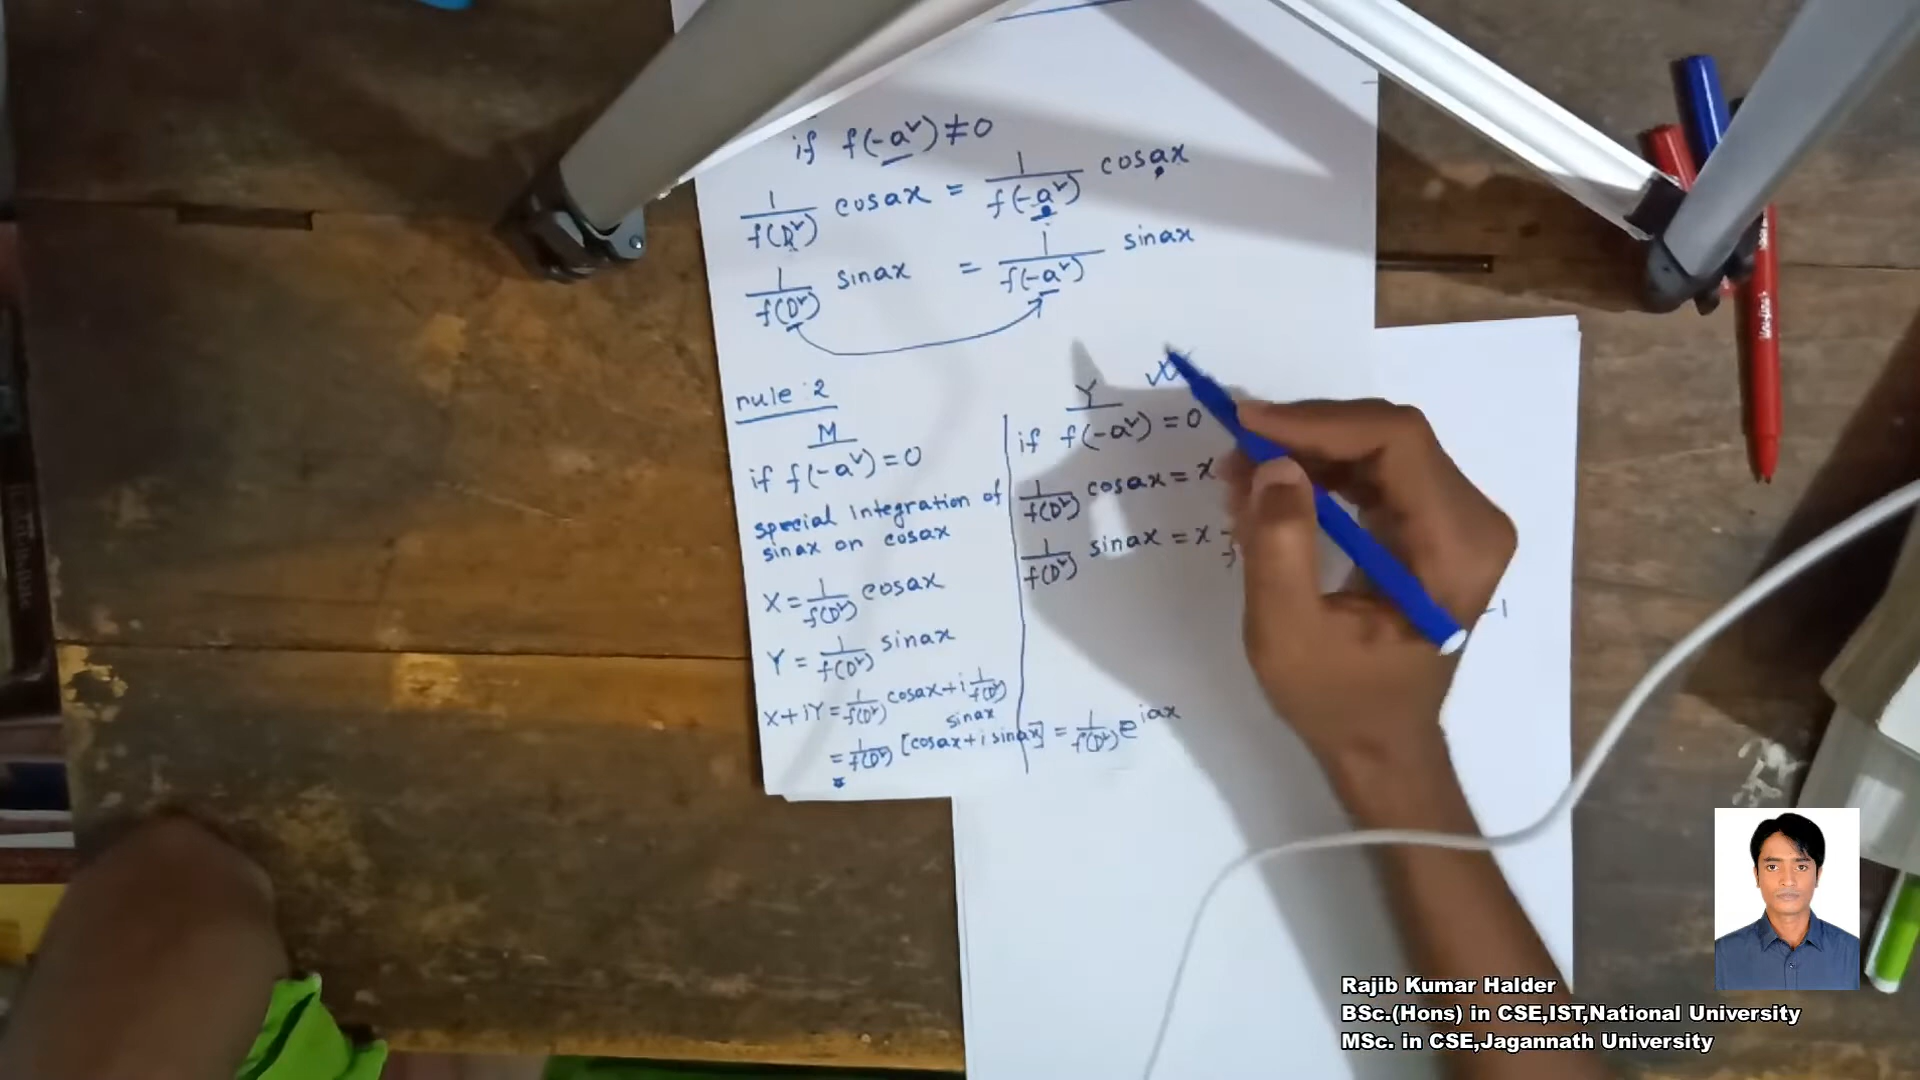 if f(-a²) ≠ 0
1/f(D²) cosax = 1/f(-a²) cosax
1/f(D²) sinax = 1/f(-a²) sinax
rule: 2
M
if f(-a²) = 0
special integration of
sinax or cosax
X = 1/f(D²) cosax
Y = 1/f(D²) sinax
X+iY = 1/f(D²) cosax + i 1/f(D²)
sinax
= 1/f(D²) [cosax + i sinax] = 1/f(D²) e^iax
Y
if f(-a²) = 0
1/f(D²) cosax = x
1/f(D²) sinax = x
-1
Rajib Kumar Halder
BSc.(Hons) in CSE,IST,National University
MSc. in CSE,Jagannath University